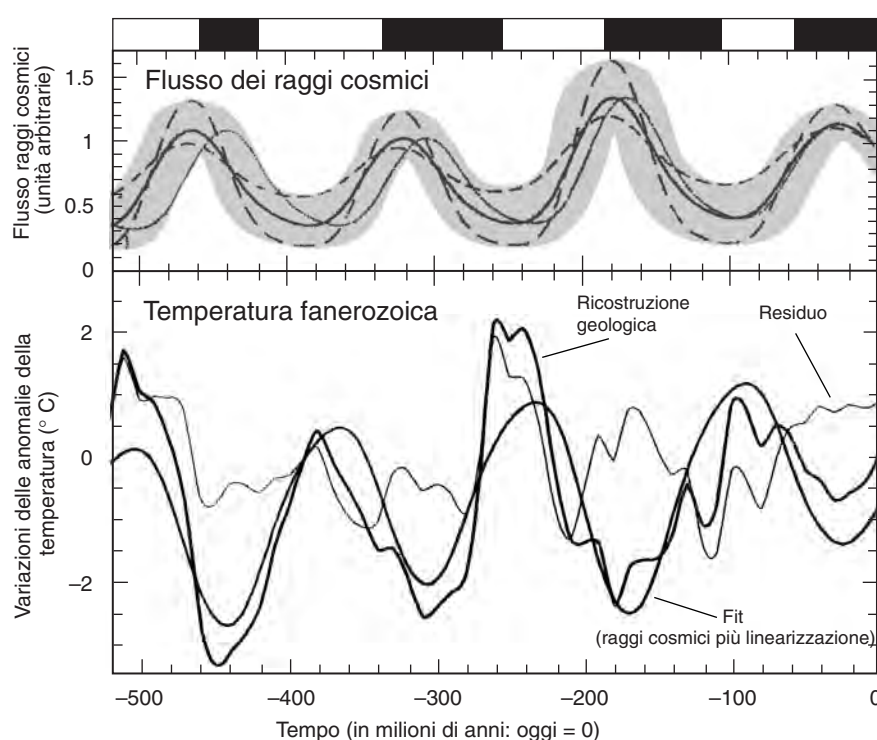 Flusso dei raggi cosmici
Flusso raggi cosmici
(unità arbitrarie)
1.5
1
0.5
0
Temperatura fanerozoica
Ricostruzione
geologica
Residuo
Variazioni delle anomalie della
temperatura (° C)
2
0
–2
Fit
(raggi cosmici più linearizzazione)
–500
–400
–300
–200
–100
0
Tempo (in milioni di anni: oggi = 0)